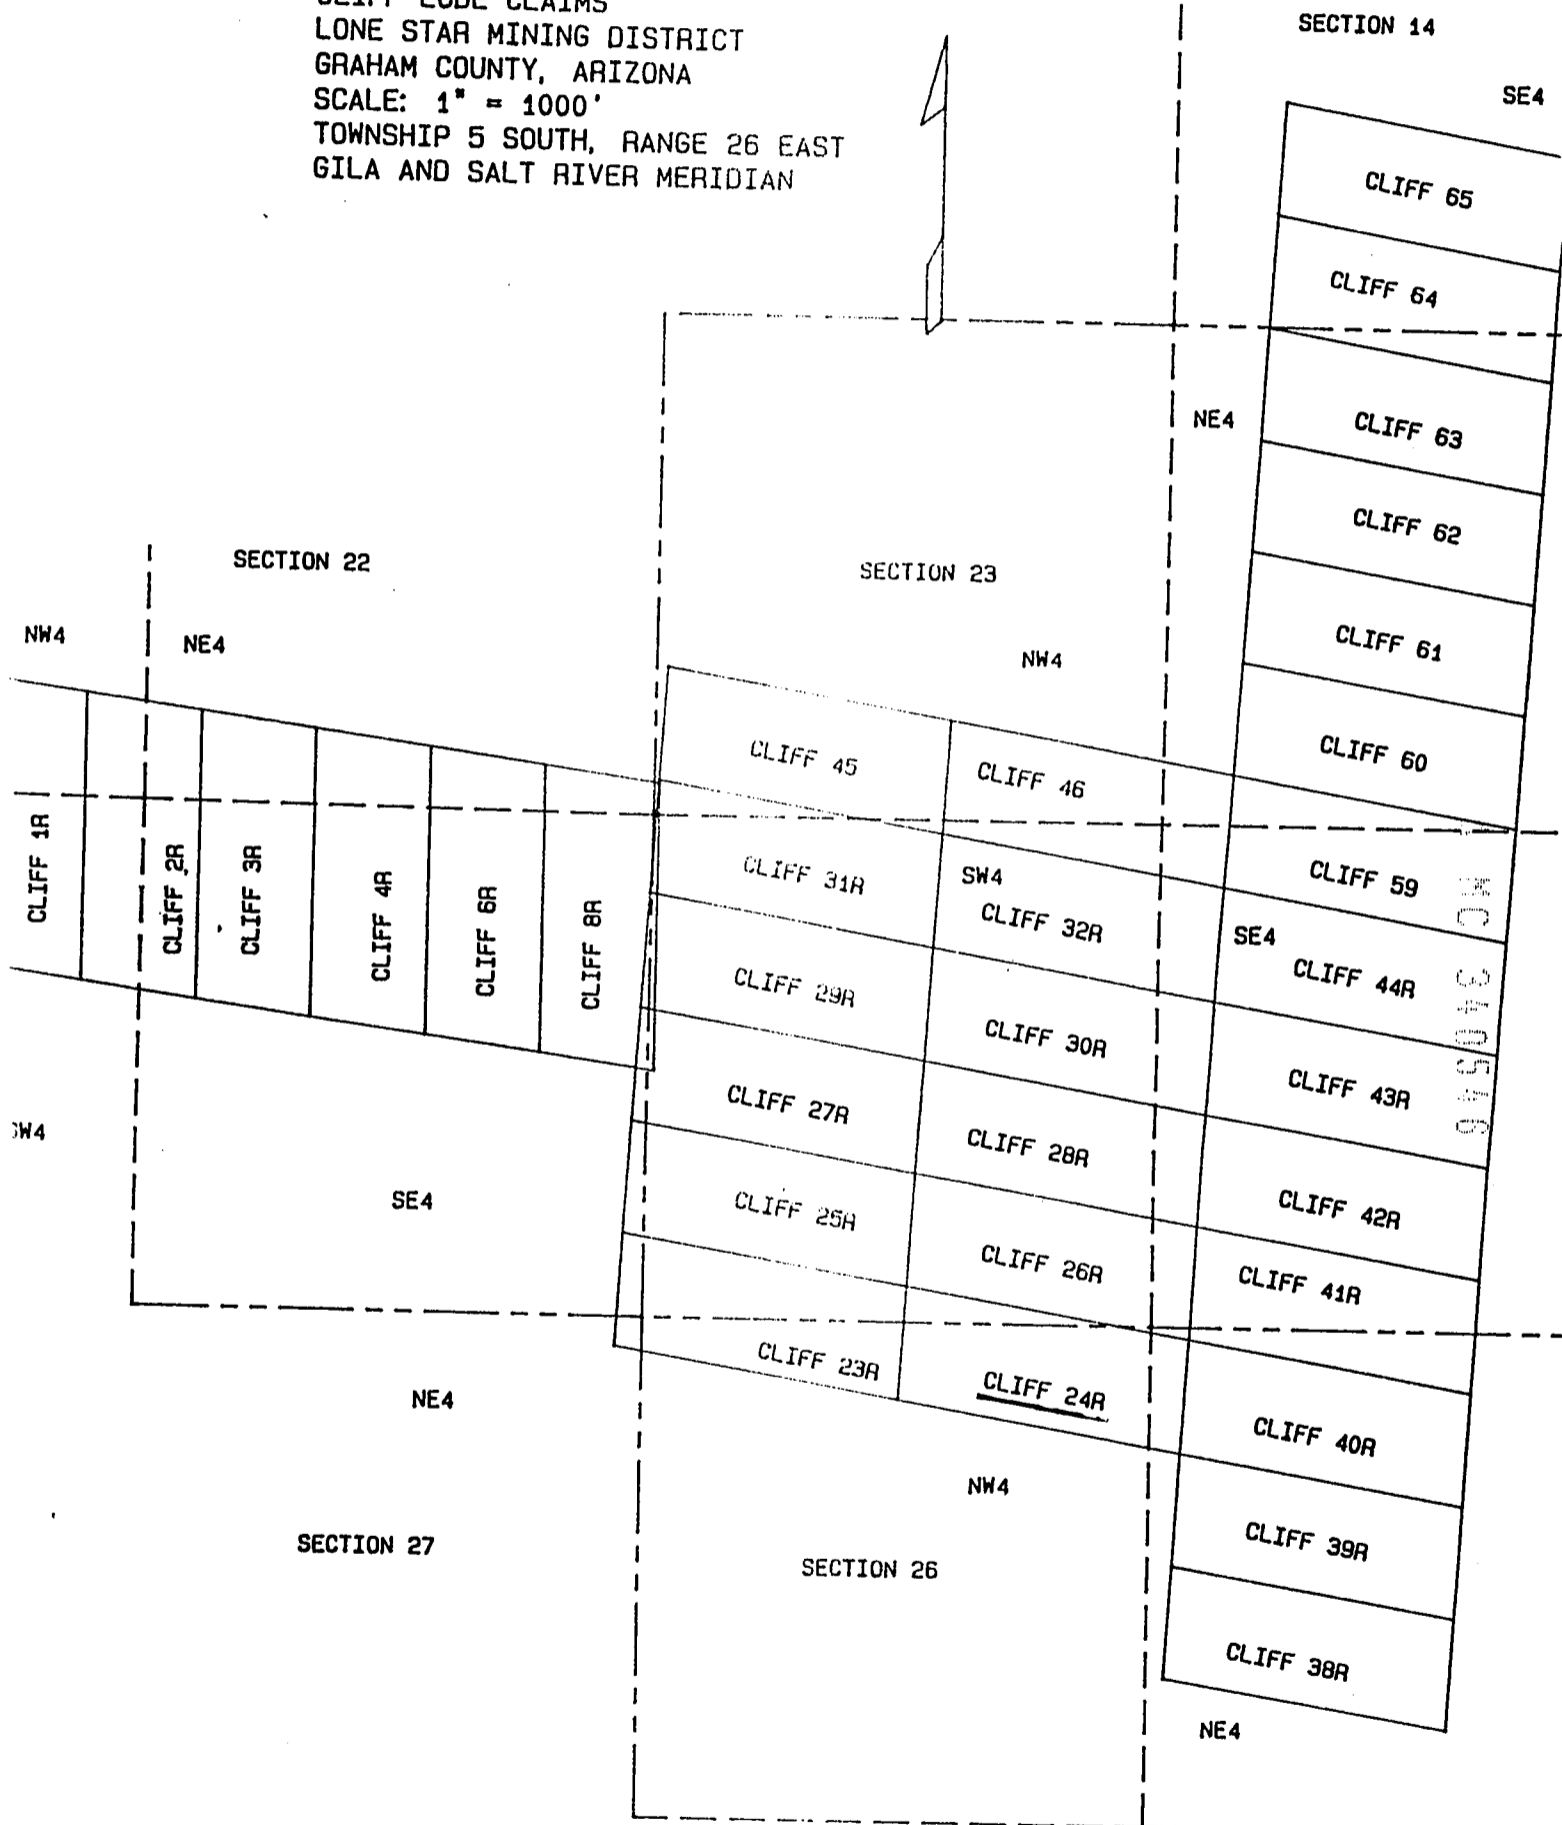 LODE CLAIMS
LONE STAR MINING DISTRICT
GRAHAM COUNTY, ARIZONA
SCALE: 1" = 1000'
TOWNSHIP 5 SOUTH, RANGE 26 EAST
GILA AND SALT RIVER MERIDIAN
SECTION 14
SE4
CLIFF 65
CLIFF 64
NE4
CLIFF 63
CLIFF 62
CLIFF 61
CLIFF 60
SECTION 22
SECTION 23
NW4
NE4
NW4
CLIFF 45
CLIFF 46
CLIFF 1R
CLIFF 2R
CLIFF 3R
CLIFF 4R
CLIFF 6R
CLIFF 8R
CLIFF 31R
SW4
CLIFF 32R
CLIFF 59
SE4
CLIFF 44R
MC 340546
CLIFF 29R
CLIFF 30R
CLIFF 43R
CLIFF 27R
CLIFF 28R
CLIFF 42R
SW4
SE4
CLIFF 25R
CLIFF 26R
CLIFF 41R
CLIFF 23R
CLIFF 24R
CLIFF 40R
NE4
NW4
CLIFF 39R
SECTION 27
SECTION 26
CLIFF 38R
NE4